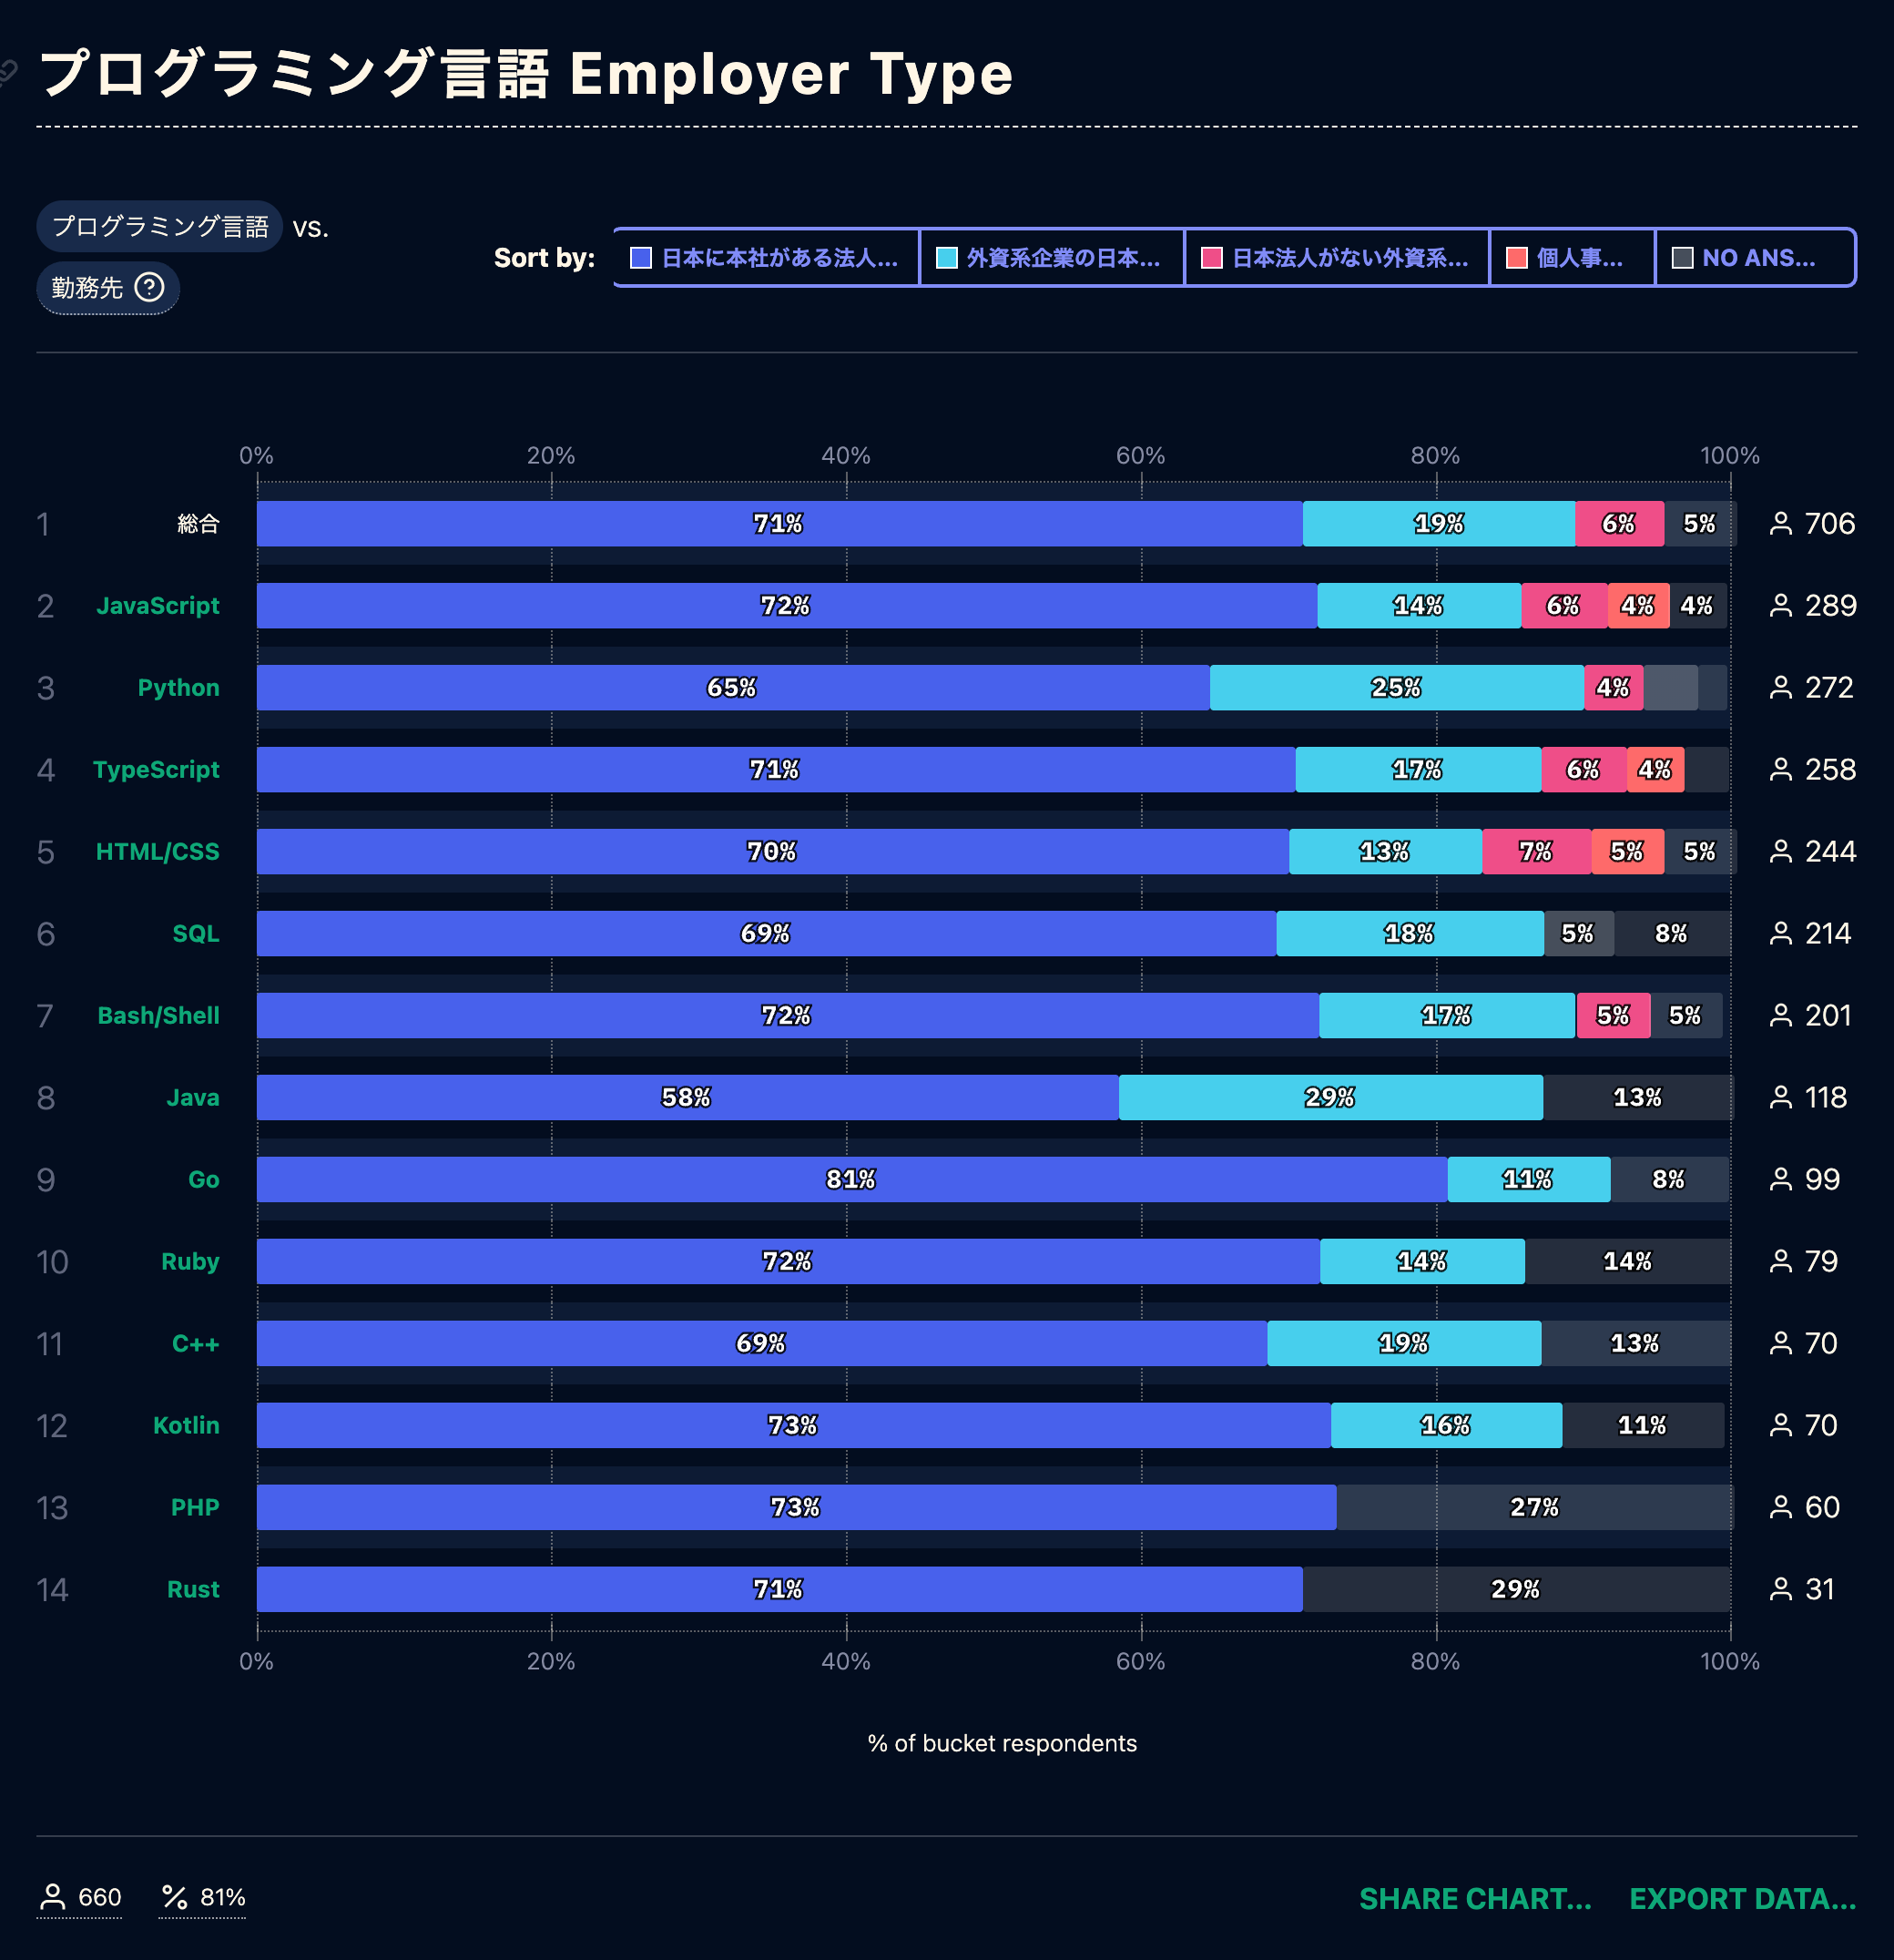 プログラミング言語 Employer Type
プログラミング言語 vs.
勤務先 ?
Sort by: 日本に本社がある法人... 外資系企業の日本... 日本法人がない外資系... 個人事... NO ANS...
0% 20% 40% 60% 80% 100%
1 総合 71% 19% 6% 5% 706
2 JavaScript 72% 14% 6% 4% 4% 289
3 Python 65% 25% 4% 272
4 TypeScript 71% 17% 6% 4% 258
5 HTML/CSS 70% 13% 7% 5% 5% 244
6 SQL 69% 18% 5% 8% 214
7 Bash/Shell 72% 17% 5% 5% 201
8 Java 58% 29% 13% 118
9 Go 81% 11% 8% 99
10 Ruby 72% 14% 14% 79
11 C++ 69% 19% 13% 70
12 Kotlin 73% 16% 11% 70
13 PHP 73% 27% 60
14 Rust 71% 29% 31
0% 20% 40% 60% 80% 100%
% of bucket respondents
660 % 81% SHARE CHART... EXPORT DATA...